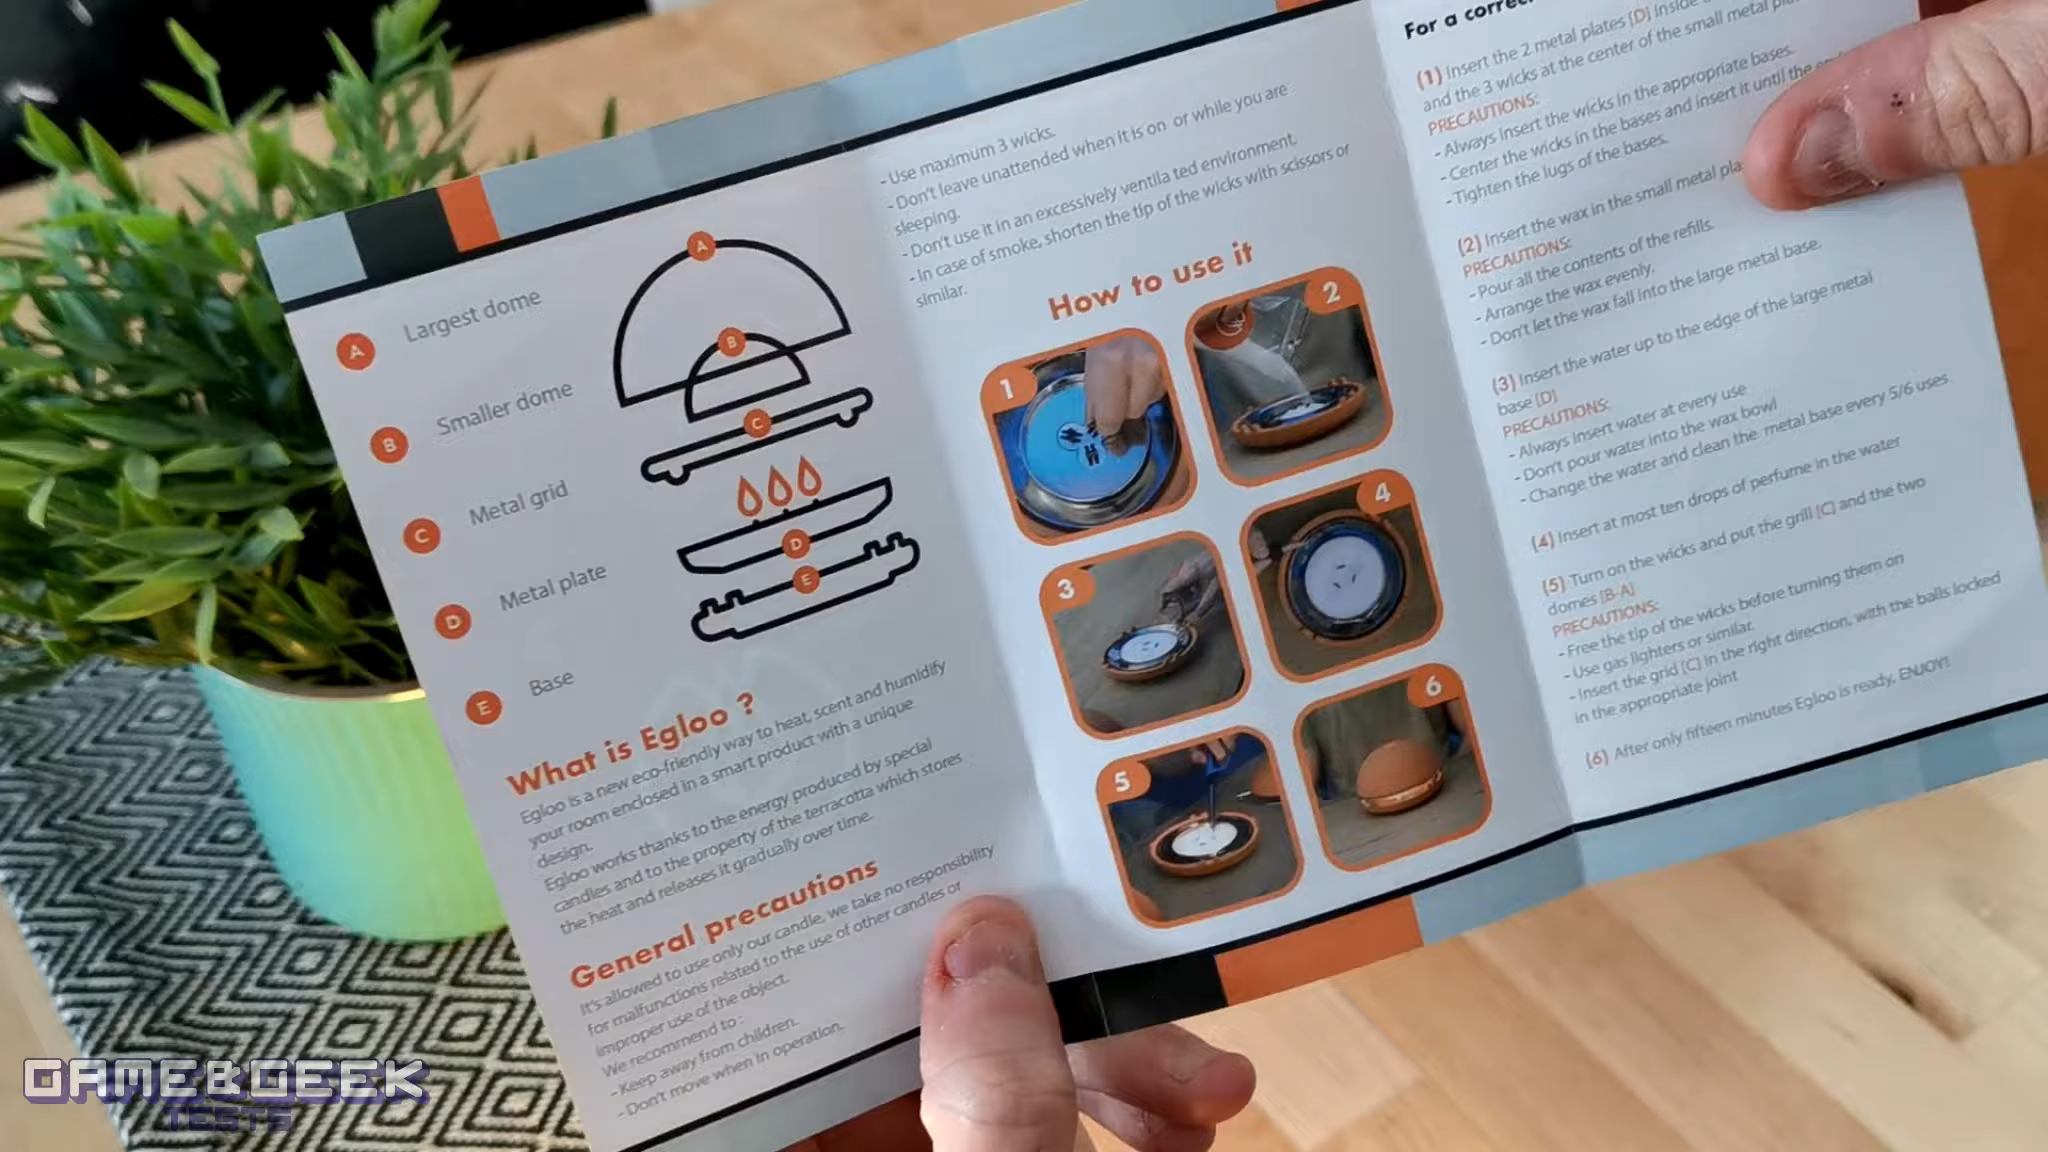 A Largest dome
B Smaller dome
C Metal grid
D Metal plate
E Base
A
B
C
D
E
What is Egloo ?
Egloo is a new eco-friendly way to heat, scent and humidify
your room enclosed in a smart product with a unique
design.
Egloo works thanks to the energy produced by special
candles and to the property of the terracotta which stores
the heat and releases it gradually over time.
General precautions
It's allowed to use only our candle, we take no responsibility
for malfunctions related to the use of other candles or
improper use of the object.
We recommend to :
- Keep away from children.
- Don't move when in operation.
- Use maximum 3 wicks.
- Don't leave unattended when it is on or while you are
sleeping.
- Don't use it in an excessively ventila ted environment.
- In case of smoke, shorten the tip of the wicks with scissors or
similar.
How to use it
1
2
3
4
5
6
For a correc
(1) Insert the 2 metal plates [D] inside
and the 3 wicks at the center of the small metal
PRECAUTIONS:
- Always insert the wicks in the appropriate bases.
- Center the wicks in the bases and insert it until the
- Tighten the lugs of the bases.
(2) Insert the wax in the small metal
PRECAUTIONS:
- Pour all the contents of the refills.
- Arrange the wax evenly.
- Don't let the wax fall into the large metal base.
(3) Insert the water up to the edge of the large metal
base [D]
PRECAUTIONS:
- Always insert water at every use
- Don't pour water into the wax bowl
- Change the water and clean the metal base every 5/6 uses
(4) Insert at most ten drops of perfume in the water
(5) Turn on the wicks and put the grill [C] and the two
domes [B-A]
PRECAUTIONS:
- Free the tip of the wicks before turning them on
- Use gas lighters or similar.
- Insert the grid [C] in the right direction, with the balls locked
in the appropriate joint
(6) After only fifteen minutes Egloo is ready, ENJOY!
GAME&GEEK
TESTS